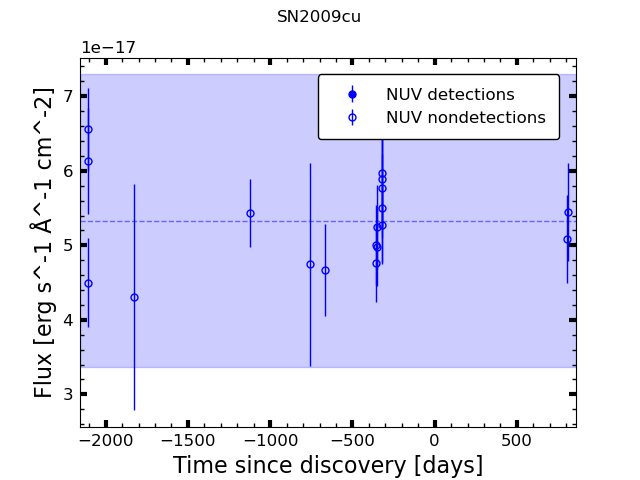 SN2009cu
1e−17
NUV detections
NUV nondetections
7
6
5
4
3
Flux [erg s^-1 Å^-1 cm^-2]
−2000 −1500 −1000 −500 0 500
Time since discovery [days]